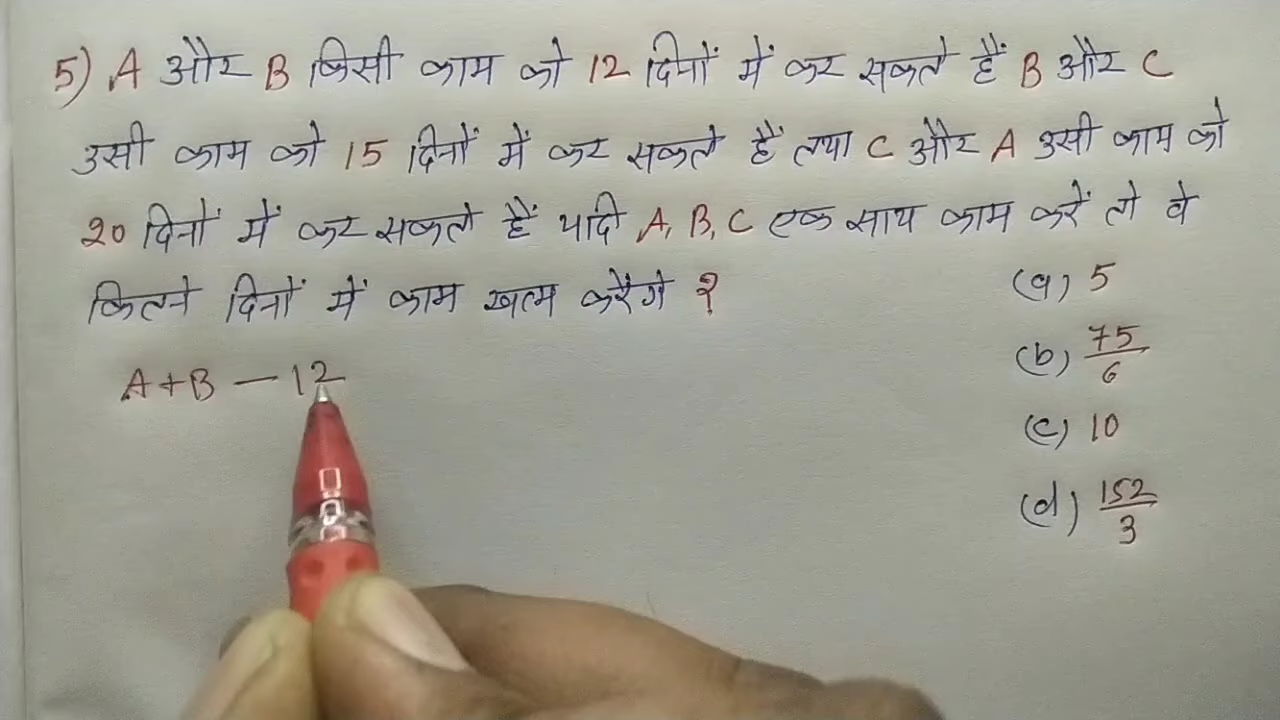 5) A और B किसी काम को 12 दिनों में कर सकते हैं B और C
उसी काम को 15 दिनों में कर सकते हैं तथा C और A उसी काम को
20 दिनों में कर सकते हैं यदि A, B, C एक साथ काम करें तो वे
कितने दिनों में काम खत्म करेंगे ?
(a) 5
(b) 75/6
(c) 10
(d) 152/3
A+B — 12